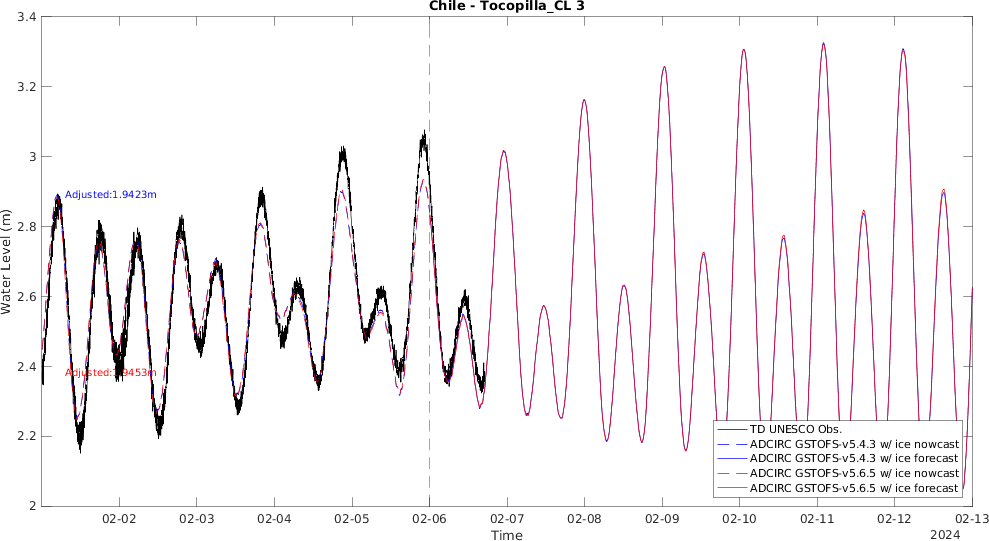 Chile - Tocopilla_CL 3
3.4
3.2
3
2.8
2.6
2.4
2.2
2
Water Level (m)
Adjusted:1.9423m
Adjusted:1.9453m
02-02
02-03
02-04
02-05
02-06
02-07
02-08
02-09
02-10
02-11
02-12
02-13
2024
Time
TD UNESCO Obs.
ADCIRC GSTOFS-v5.4.3 w/ ice nowcast
ADCIRC GSTOFS-v5.4.3 w/ ice forecast
ADCIRC GSTOFS-v5.6.5 w/ ice nowcast
ADCIRC GSTOFS-v5.6.5 w/ ice forecast